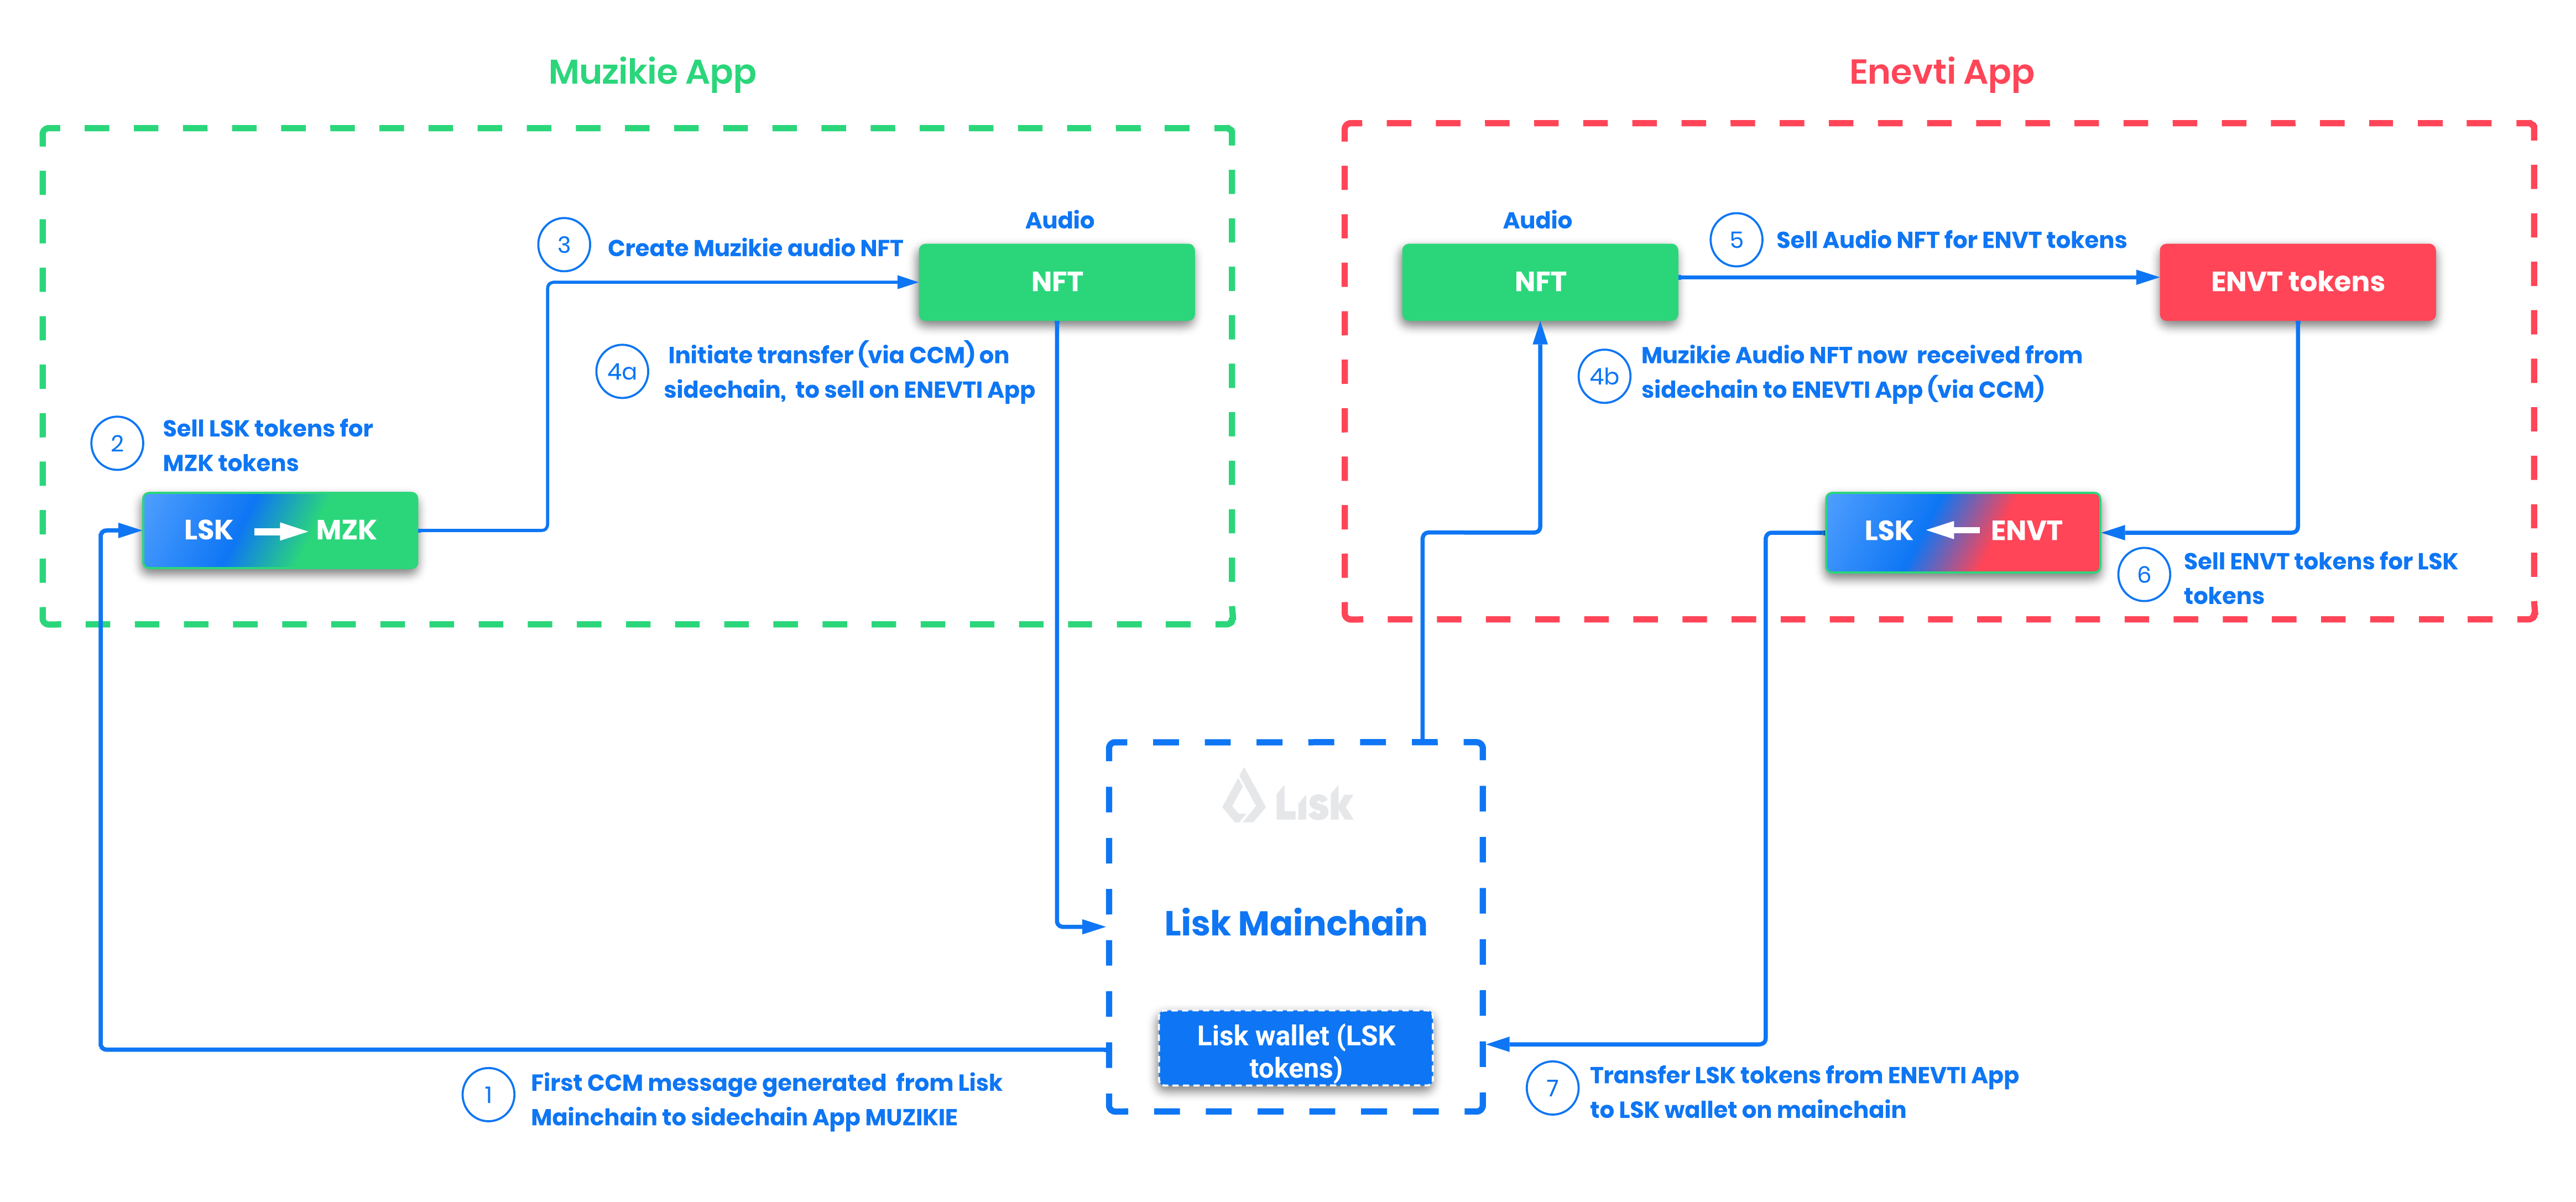 Muzikie App
Enevti App
3
Create Muzikie audio NFT
Audio
NFT
4a
Initiate transfer (via CCM) on
sidechain, to sell on ENEVTI App
2
Sell LSK tokens for
MZK tokens
LSK
MZK
Audio
NFT
5
Sell Audio NFT for ENVT tokens
ENVT tokens
4b
Muzikie Audio NFT now received from
sidechain to ENEVTI App (via CCM)
LSK
ENVT
6
Sell ENVT tokens for LSK
tokens
Lisk
Lisk Mainchain
Lisk wallet (LSK
tokens)
1
First CCM message generated from Lisk
Mainchain to sidechain App MUZIKIE
7
Transfer LSK tokens from ENEVTI App
to LSK wallet on mainchain